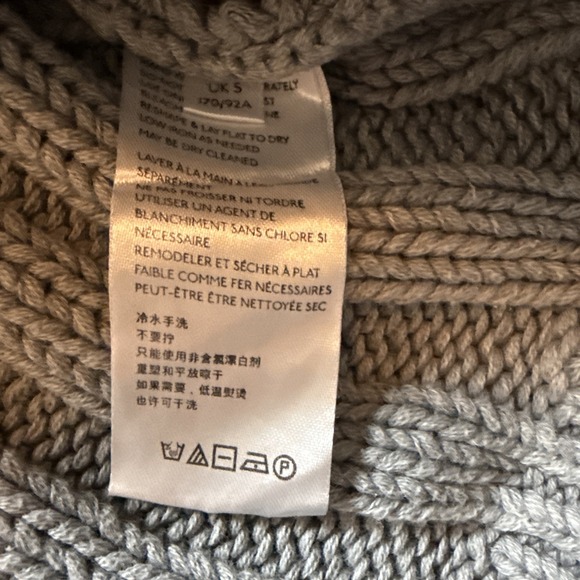 UK S
RATELY
170/92A
RESHAPE & LAY FLAT TO DRY
LOW IRON AS NEEDED
MAY BE DRY CLEANED
LAVER À LA MAIN À
SÉPARÉMENT
NE PAS FROISSER NI TORDRE
UTILISER UN AGENT DE
BLANCHIMENT SANS CHLORE SI
NÉCESSAIRE
REMODELER ET SÉCHER À PLAT
FAIBLE COMME FER NÉCESSAIRES
PEUT-ÊTRE ÊTRE NETTOYÉE SEC
冷水手洗
不要拧
只能使用非含氯漂白剂
重塑和平放晾干
如果需要，低温熨烫
也许可干洗
P